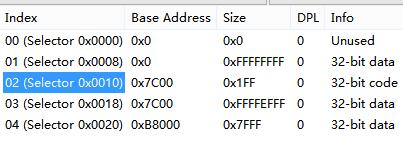 Index Base Address Size DPL Info
00 (Selector 0x0000) 0x0 0x0 0 Unused
01 (Selector 0x0008) 0x0 0xFFFFFFFF 0 32-bit data
02 (Selector 0x0010) 0x7C00 0x1FF 0 32-bit code
03 (Selector 0x0018) 0x7C00 0xFFFFEFFF 0 32-bit data
04 (Selector 0x0020) 0xB8000 0x7FFF 0 32-bit data